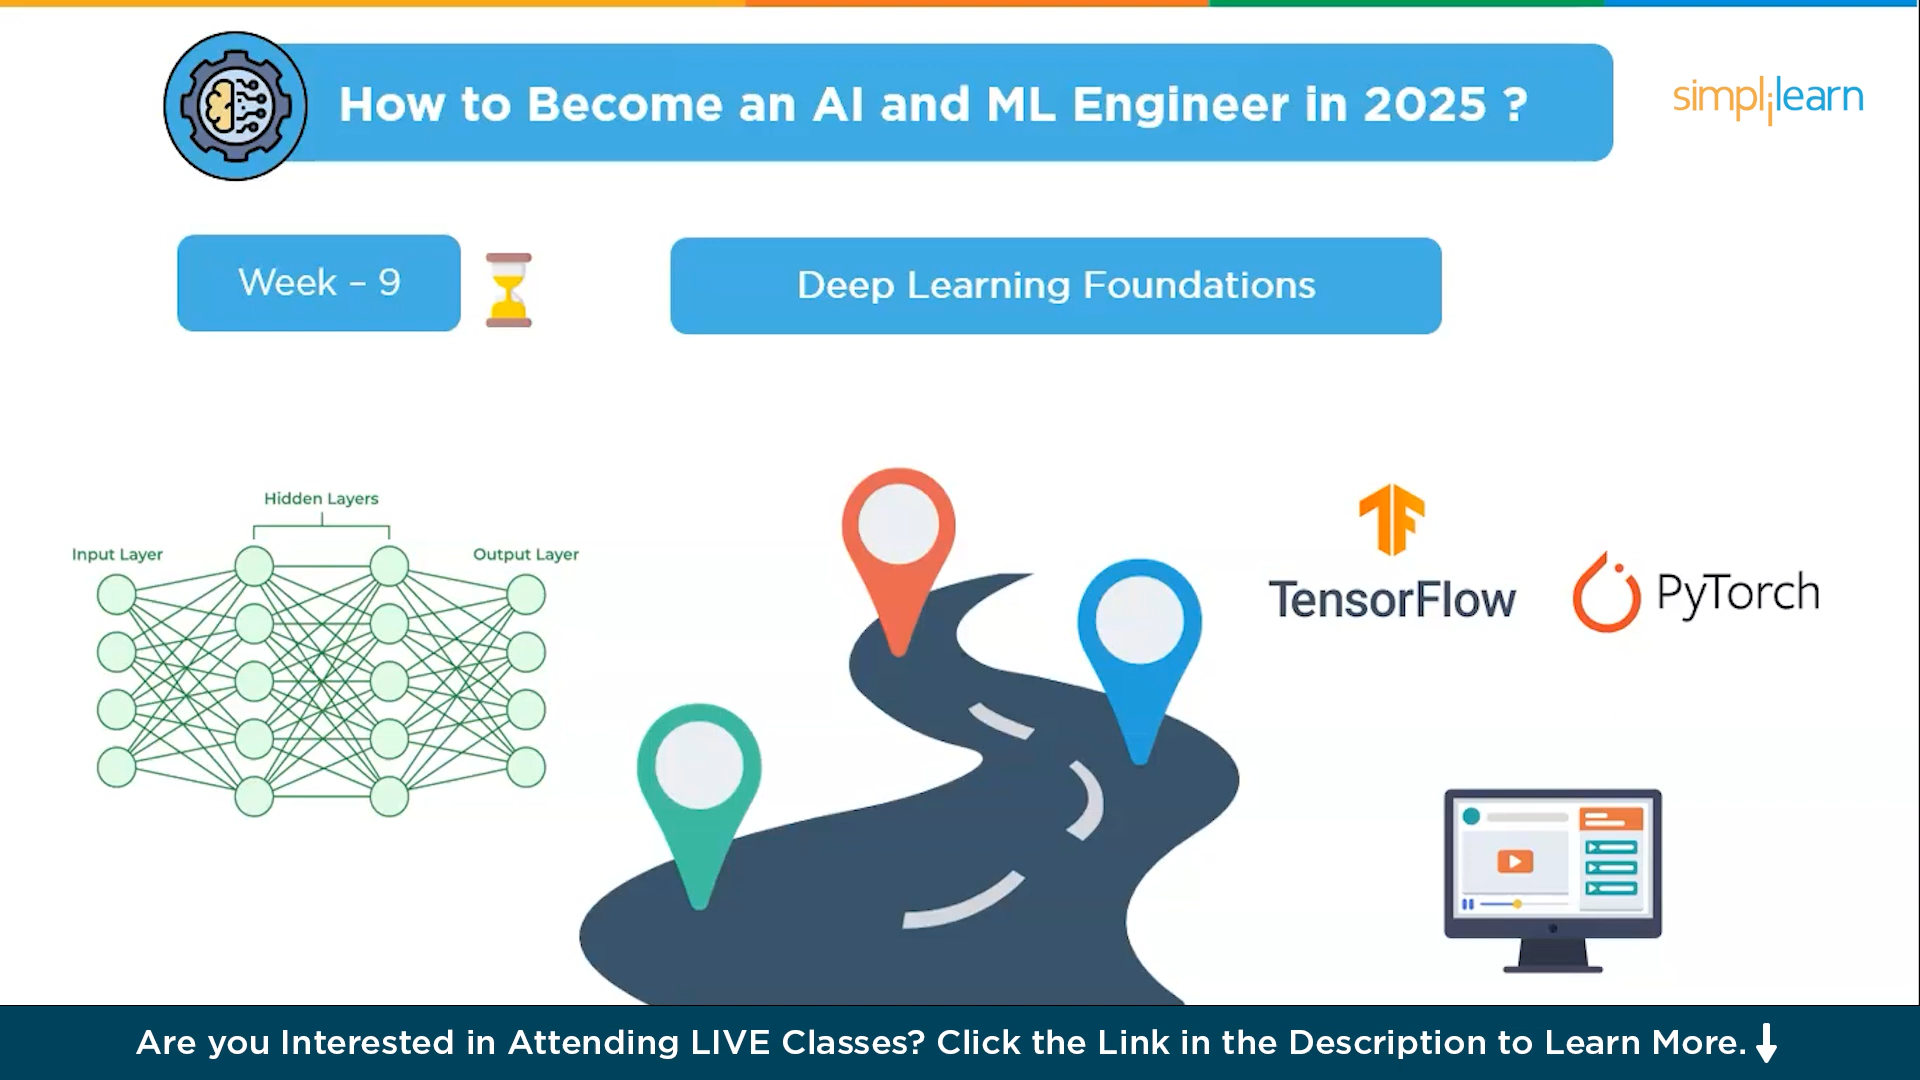 How to Become an AI and ML Engineer in 2025 ?
simplilearn
Week – 9
Deep Learning Foundations
Hidden Layers
Input Layer
Output Layer
TensorFlow
PyTorch
Are you Interested in Attending LIVE Classes? Click the Link in the Description to Learn More.